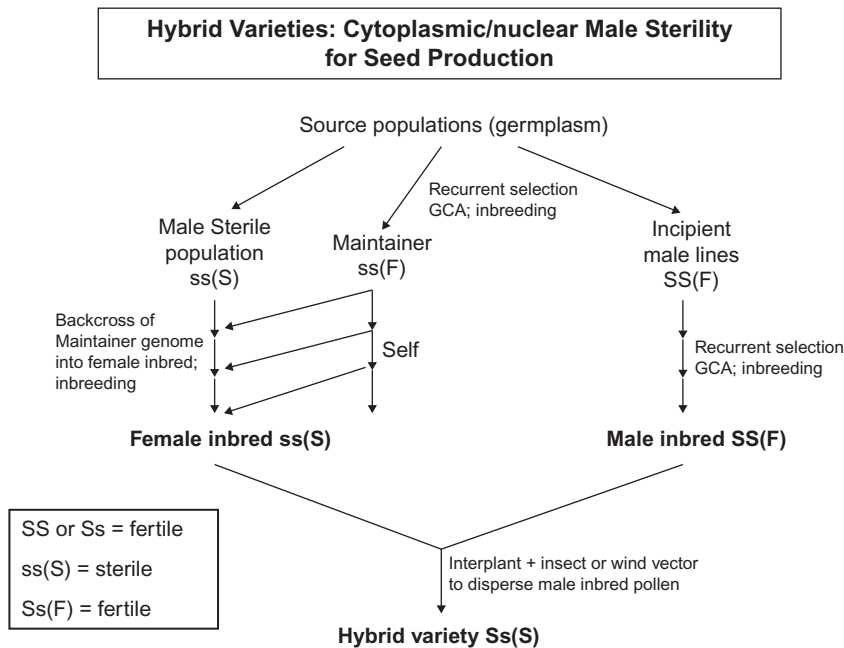 Hybrid Varieties: Cytoplasmic/nuclear Male Sterility
for Seed Production
Source populations (germplasm)
Recurrent selection
GCA; inbreeding
Male Sterile
population
ss(S)
Maintainer
ss(F)
Incipient
male lines
SS(F)
Backcross of
Maintainer genome
into female inbred;
inbreeding
Self
Recurrent selection
GCA; inbreeding
Female inbred ss(S)
Male inbred SS(F)
SS or Ss = fertile
ss(S) = sterile
Ss(F) = fertile
Interplant + insect or wind vector
to disperse male inbred pollen
Hybrid variety Ss(S)